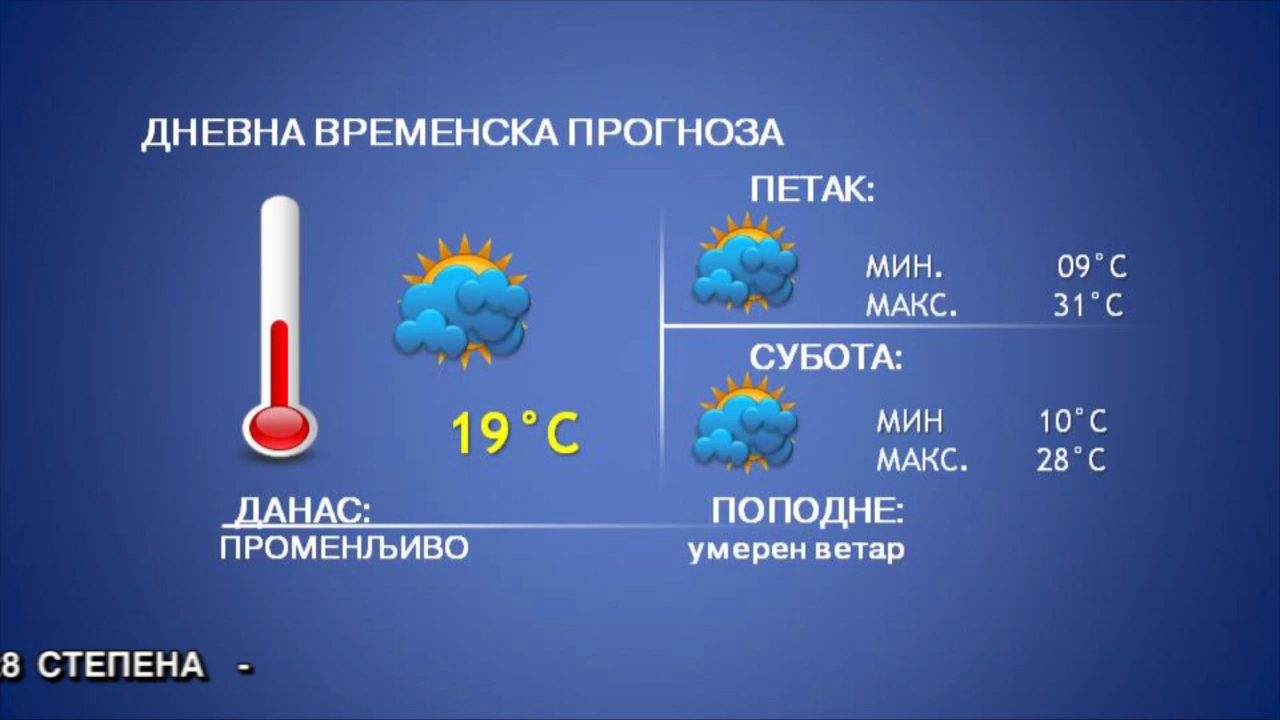 ДНЕВНА ВРЕМЕНСКА ПРОГНОЗА
19°C
ДАНАС:
ПРОМЕНЉИВО
ПЕТАК:
МИН. 09°C
МАКС. 31°C
СУБОТА:
МИН 10°C
МАКС. 28°C
ПОПОДНЕ:
умерен ветар
8 СТЕПЕНА -